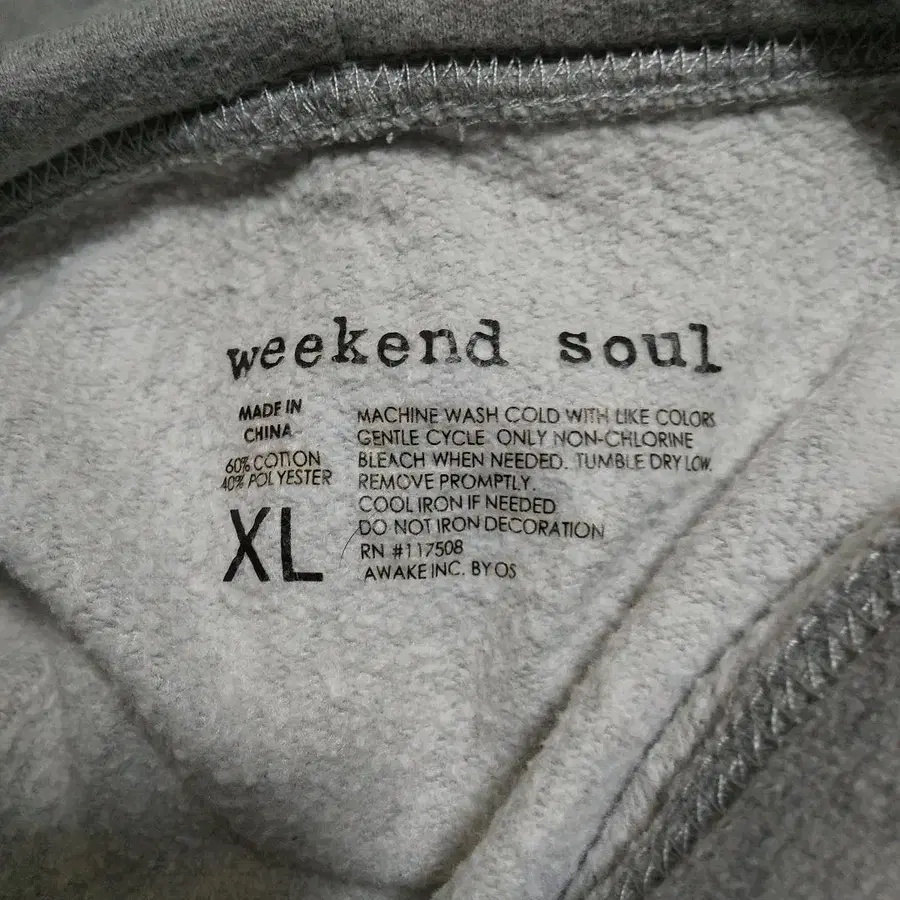 weekend soul
MADE IN
CHINA
60% COTTON
40% POLYESTER
XL
MACHINE WASH COLD WITH LIKE COLORS
GENTLE CYCLE ONLY NON-CHLORINE
BLEACH WHEN NEEDED. TUMBLE DRY LOW.
REMOVE PROMPTLY.
COOL IRON IF NEEDED
DO NOT IRON DECORATION
RN #117508
AWAKE INC. BY OS